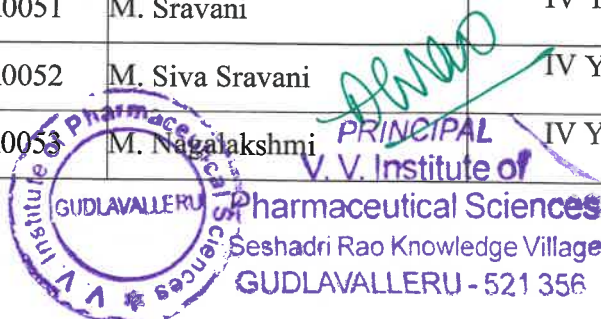 0051 M. Sravani IV Y
0052 M. Siva Sravani IV Y
0053 M. Nagalakshmi IV Y
PRINCIPAL
V. V. Institute of
Pharmaceutical Sciences
Seshadri Rao Knowledge Village
GUDLAVALLERU - 521 356
V. V. Institute of Pharmaceutical Sciences
GUDLAVALLERU